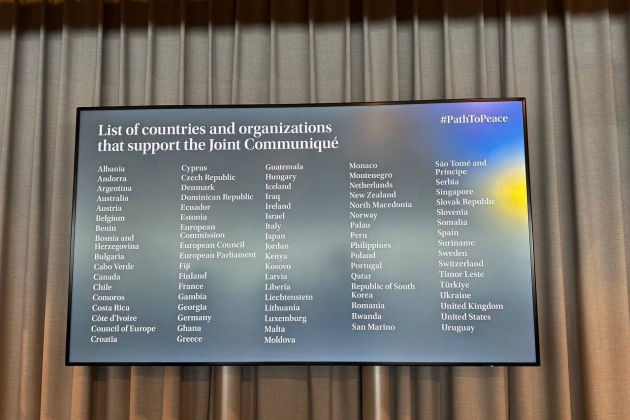 List of countries and organizations
that support the Joint Communiqué
#PathToPeace
Albania
Andorra
Argentina
Australia
Austria
Belgium
Benin
Bosnia and
Herzegovina
Bulgaria
Cabo Verde
Canada
Chile
Comoros
Costa Rica
Côte d'Ivoire
Council of Europe
Croatia
Cyprus
Czech Republic
Denmark
Dominican Republic
Ecuador
Estonia
European
Commission
European Council
European Parliament
Fiji
Finland
France
Gambia
Georgia
Germany
Ghana
Greece
Guatemala
Hungary
Iceland
Iraq
Ireland
Israel
Italy
Japan
Jordan
Kenya
Kosovo
Latvia
Liberia
Liechtenstein
Lithuania
Luxemburg
Malta
Moldova
Monaco
Montenegro
Netherlands
New Zealand
North Macedonia
Norway
Palau
Peru
Philippines
Poland
Portugal
Qatar
Republic of South
Korea
Romania
Rwanda
San Marino
São Tomé and
Príncipe
Serbia
Singapore
Slovak Republic
Slovenia
Somalia
Spain
Suriname
Sweden
Switzerland
Timor Leste
Türkiye
Ukraine
United Kingdom
United States
Uruguay